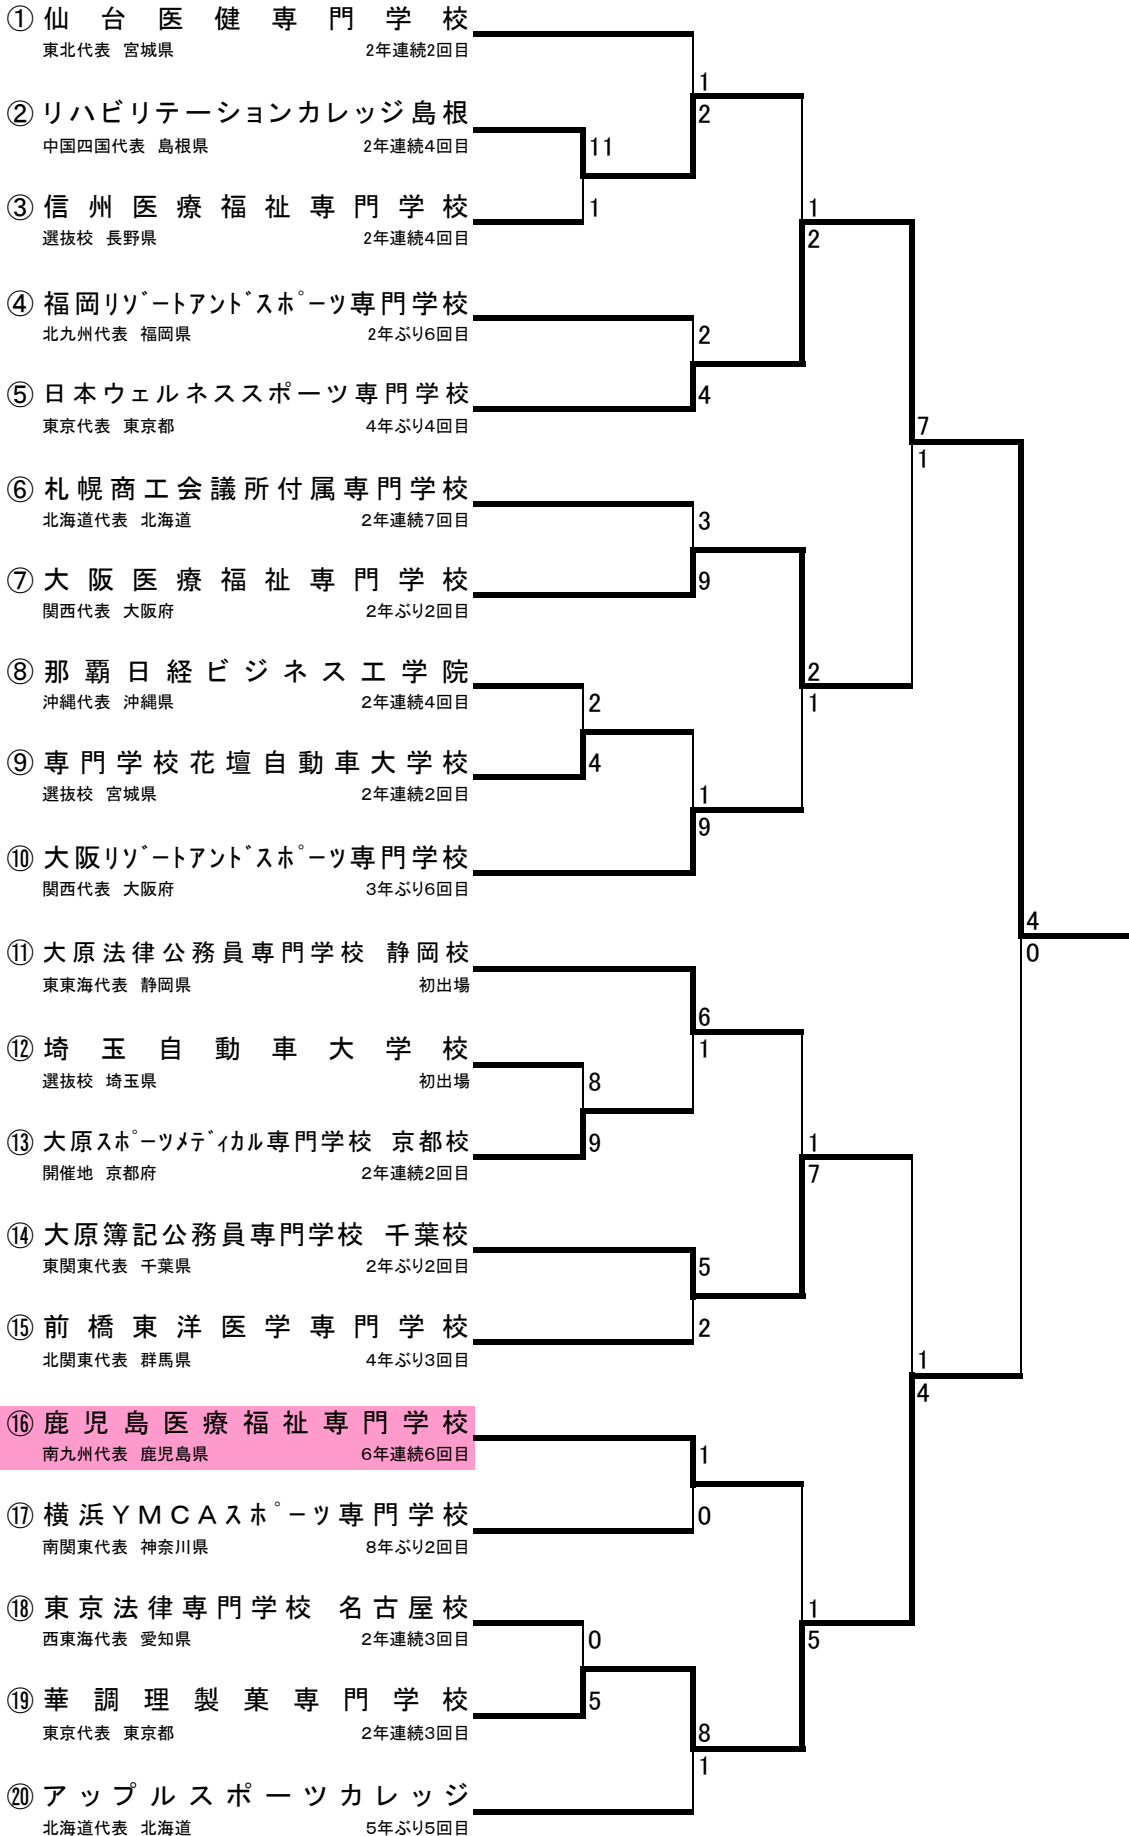 ① 仙台医健専門学校
東北代表 宮城県 2年連続2回目
1
② リハビリテーションカレッジ島根
2
中国四国代表 島根県 2年連続4回目
11
③ 信州医療福祉専門学校
1
1
選抜校 長野県 2年連続4回目
2
④ 福岡リゾートアンドスポーツ専門学校
北九州代表 福岡県 2年ぶり6回目
2
⑤ 日本ウェルネススポーツ専門学校
4
東京代表 東京都 4年ぶり4回目
7
1
⑥ 札幌商工会議所付属専門学校
北海道代表 北海道 2年連続7回目
3
⑦ 大阪医療福祉専門学校
9
関西代表 大阪府 2年ぶり2回目
⑧ 那覇日経ビジネス工学院
2
沖縄代表 沖縄県 2年連続4回目
2
1
⑨ 専門学校花壇自動車大学校
4
選抜校 宮城県 2年連続2回目
1
9
⑩ 大阪リゾートアンドスポーツ専門学校
関西代表 大阪府 3年ぶり6回目
4
0
⑪ 大原法律公務員専門学校 静岡校
東東海代表 静岡県 初出場
6
1
⑫ 埼玉自動車大学校
選抜校 埼玉県 初出場
8
⑬ 大原スポーツメディカル専門学校 京都校
9
1
開催地 京都府 2年連続2回目
7
⑭ 大原簿記公務員専門学校 千葉校
東関東代表 千葉県 2年ぶり2回目
5
⑮ 前橋東洋医学専門学校
2
北関東代表 群馬県 4年ぶり3回目
1
4
⑯ 鹿児島医療福祉専門学校
南九州代表 鹿児島県 6年連続6回目
1
⑰ 横浜YMCAスポーツ専門学校
0
南関東代表 神奈川県 8年ぶり2回目
⑱ 東京法律専門学校 名古屋校
1
西東海代表 愛知県 2年連続3回目
0
5
⑲ 華調理製菓専門学校
5
東京代表 東京都 2年連続3回目
8
1
⑳ アップルスポーツカレッジ
北海道代表 北海道 5年ぶり5回目